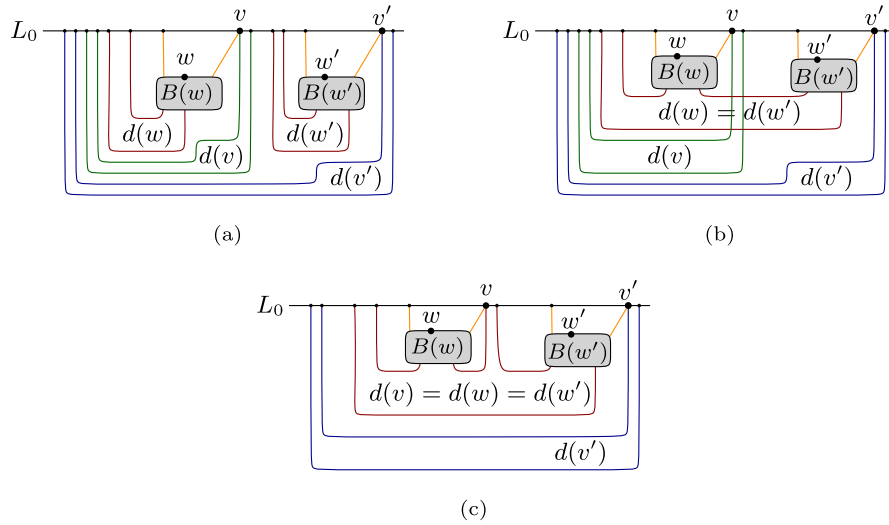 L₀ v v′
w w′
B(w) B(w′)
d(w) d(w′)
d(v)
d(v′)
(a)
L₀ v v′
w w′
B(w) B(w′)
d(w) = d(w′)
d(v)
d(v′)
(b)
L₀ v v′
w w′
B(w) B(w′)
d(v) = d(w) = d(w′)
d(v′)
(c)